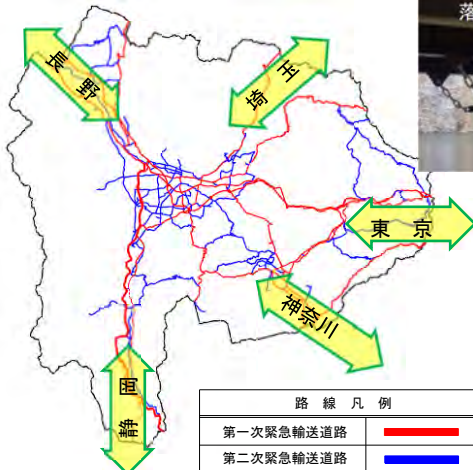 落
長野
埼玉
東京
神奈川
静岡
路線凡例
第一次緊急輸送道路
第二次緊急輸送道路